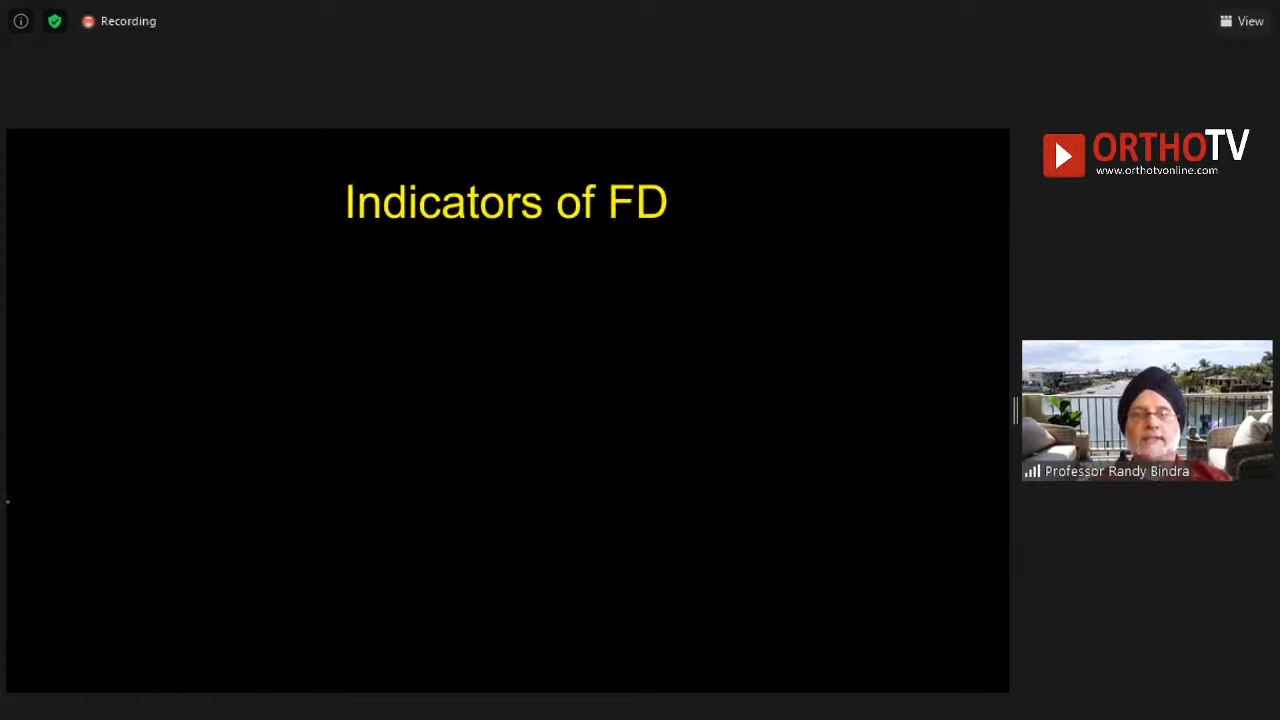 Recording
View
ORTHOTV
www.orthotvonline.com
Indicators of FD
Professor Randy Bindra